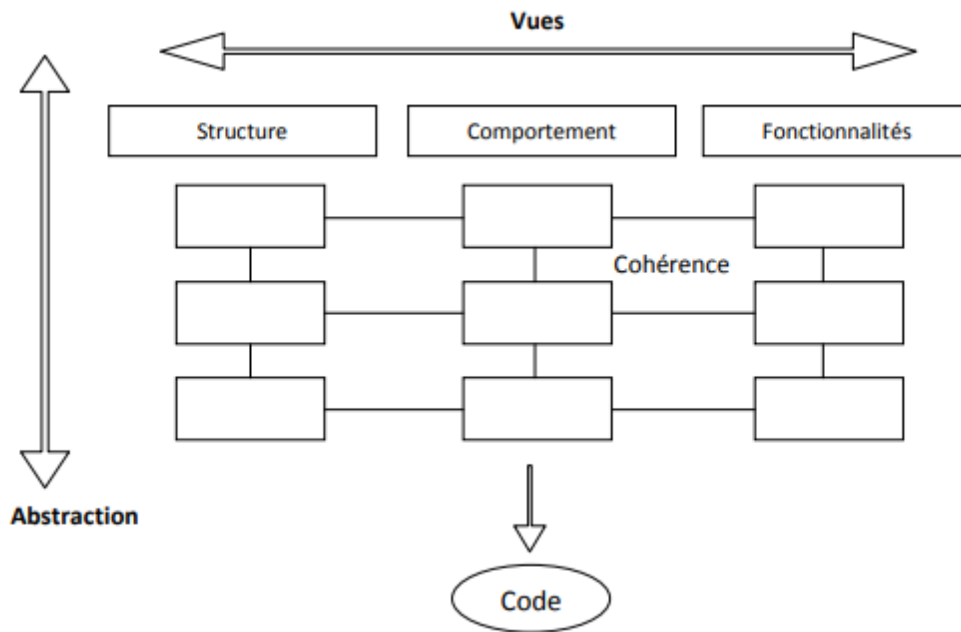 Vues
Structure
Comportement
Fonctionnalités
Cohérence
Abstraction
Code